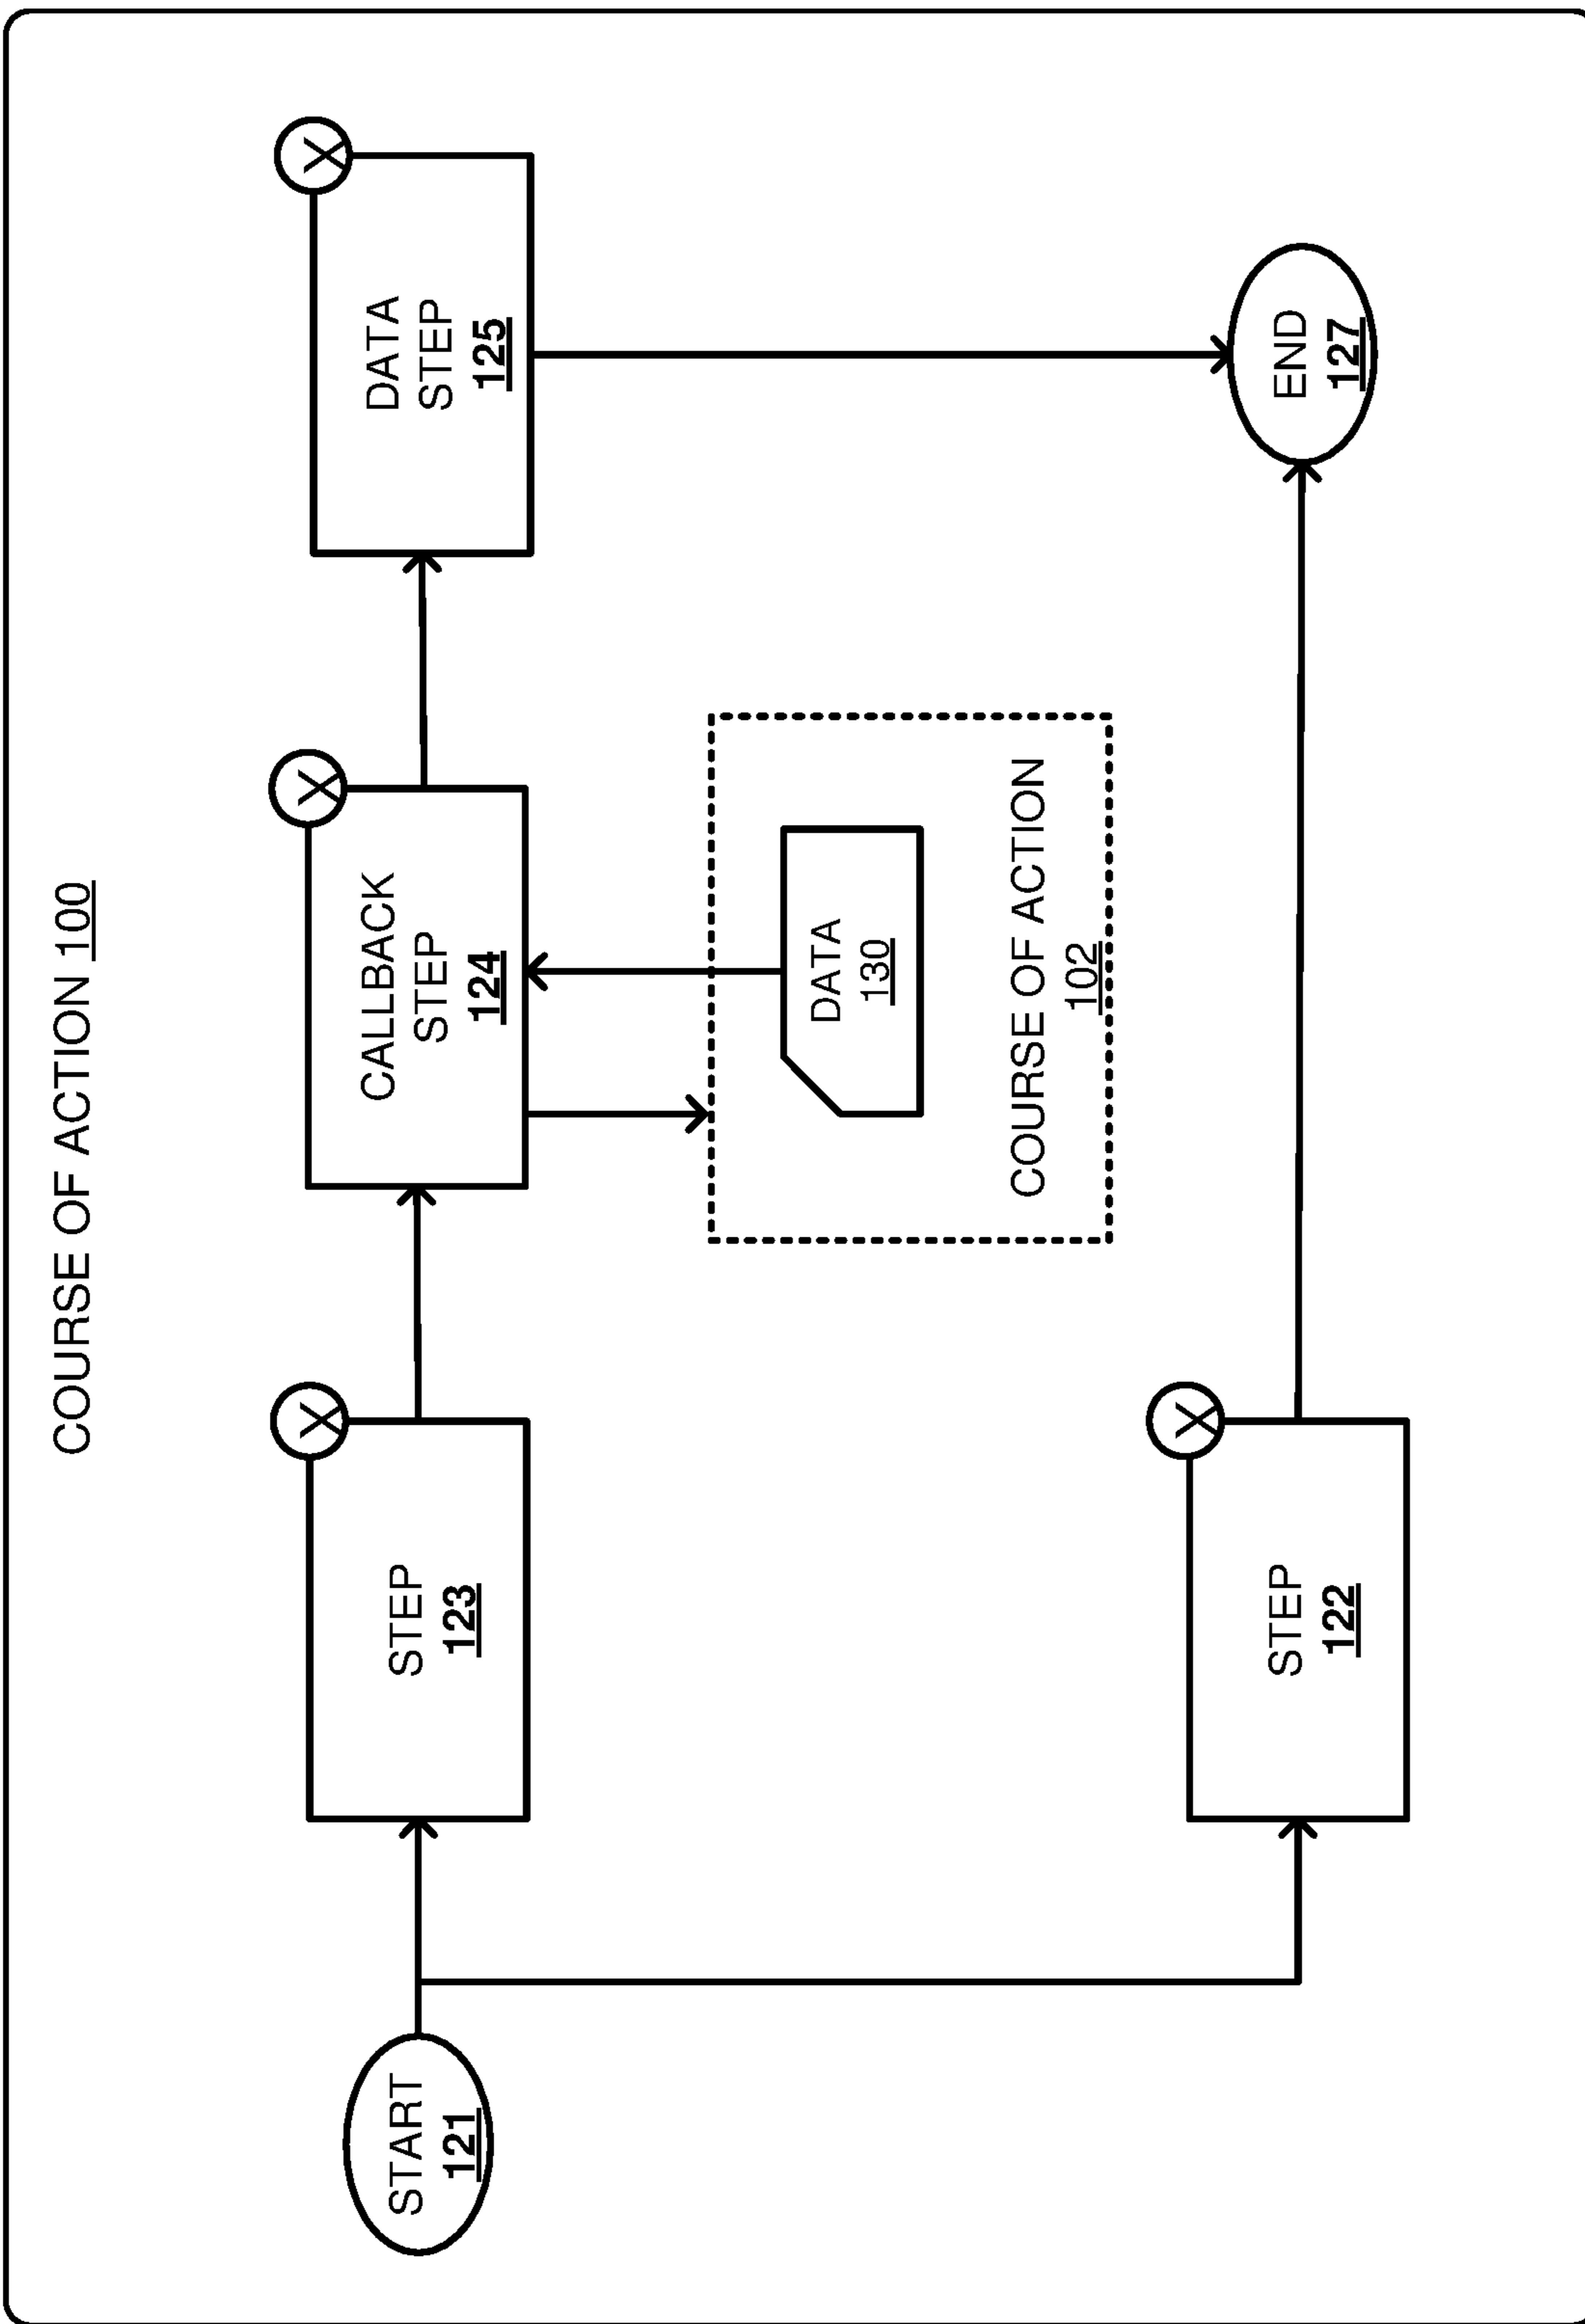 COURSE OF ACTION 100
START
121
STEP
123
X
CALLBACK
STEP
124
X
DATA
STEP
125
X
DATA
130
COURSE OF ACTION
102
STEP
122
X
END
127